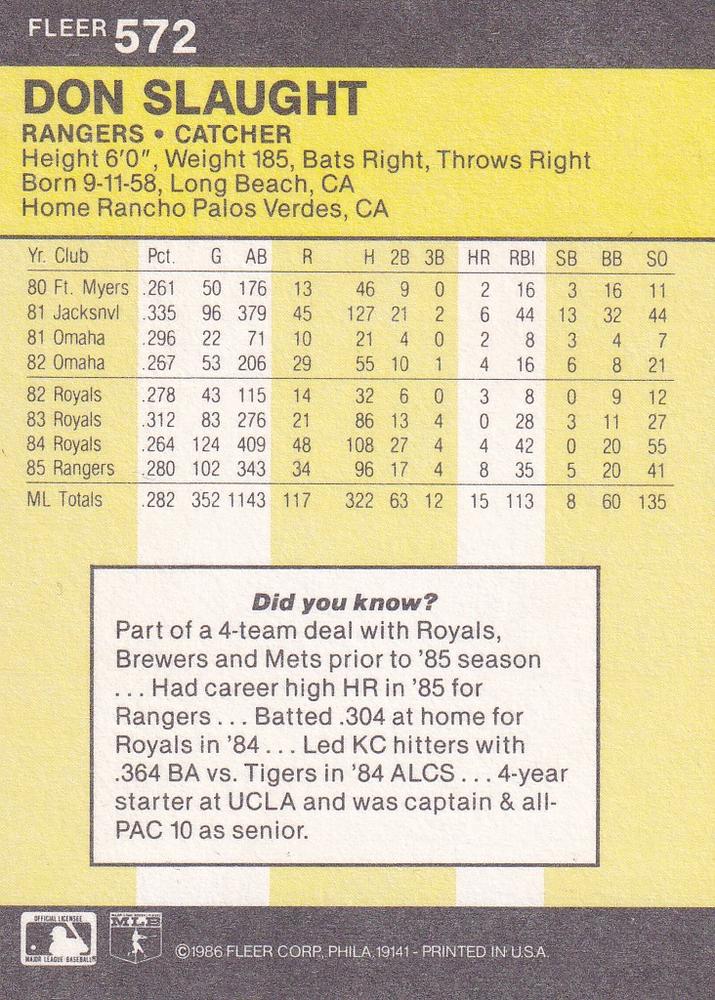 FLEER 572
DON SLAUGHT
RANGERS • CATCHER
Height 6'0", Weight 185, Bats Right, Throws Right
Born 9-11-58, Long Beach, CA
Home Rancho Palos Verdes, CA
Yr. Club Pct. G AB R H 2B 3B HR RBI SB BB SO
80 Ft. Myers .261 50 176 13 46 9 0 2 16 3 16 11
81 Jacksnvl .335 96 379 45 127 21 2 6 44 13 32 44
81 Omaha .296 22 71 10 21 4 0 2 8 3 4 7
82 Omaha .267 53 206 29 55 10 1 4 16 6 8 21
82 Royals .278 43 115 14 32 6 0 3 8 0 9 12
83 Royals .312 83 276 21 86 13 4 0 28 3 11 27
84 Royals .264 124 409 48 108 27 4 4 42 0 20 55
85 Rangers .280 102 343 34 96 17 4 8 35 5 20 41
ML Totals .282 352 1143 117 322 63 12 15 113 8 60 135
Did you know?
Part of a 4-team deal with Royals,
Brewers and Mets prior to '85 season
... Had career high HR in '85 for
Rangers ... Batted .304 at home for
Royals in '84 ... Led KC hitters with
.364 BA vs. Tigers in '84 ALCS ... 4-year
starter at UCLA and was captain & all-
PAC 10 as senior.
OFFICIAL LICENSEE
MAJOR LEAGUE BASEBALL
MLB
©1986 FLEER CORP., PHILA. 19141 - PRINTED IN U.S.A.